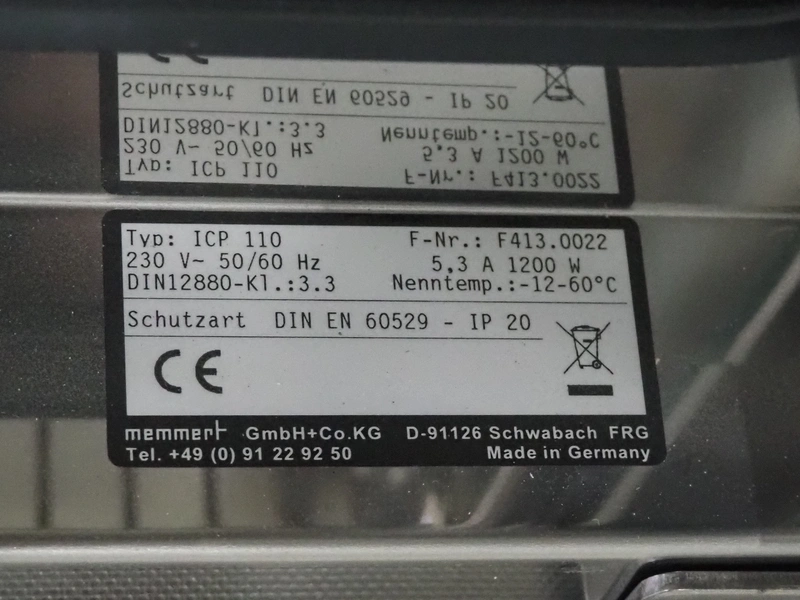 Typ: ICP 110 F-Nr.: F413.0022
230 V~ 50/60 Hz 5,3 A 1200 W
DIN12880-Kl.:3.3 Nenntemp.:-12-60°C
Schutzart DIN EN 60529 - IP 20
CE
memmert GmbH+Co.KG D-91126 Schwabach FRG
Tel. +49 (0) 91 22 92 50 Made in Germany